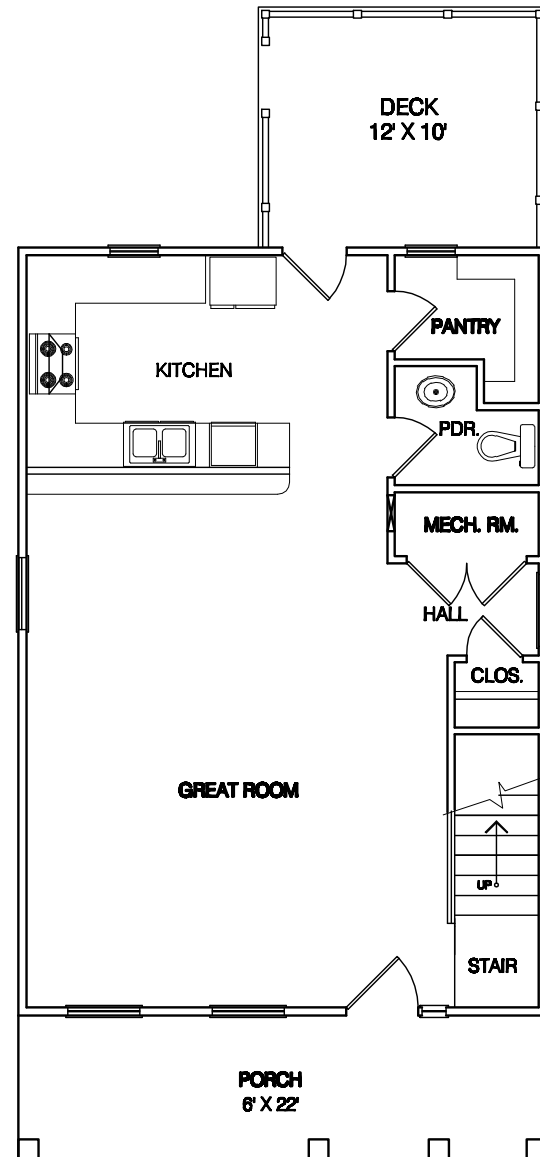 DECK
12' X 10'
PANTRY
KITCHEN
PDR.
MECH. RM.
HALL
CLOS.
GREAT ROOM
UP
STAIR
PORCH
6' X 22'